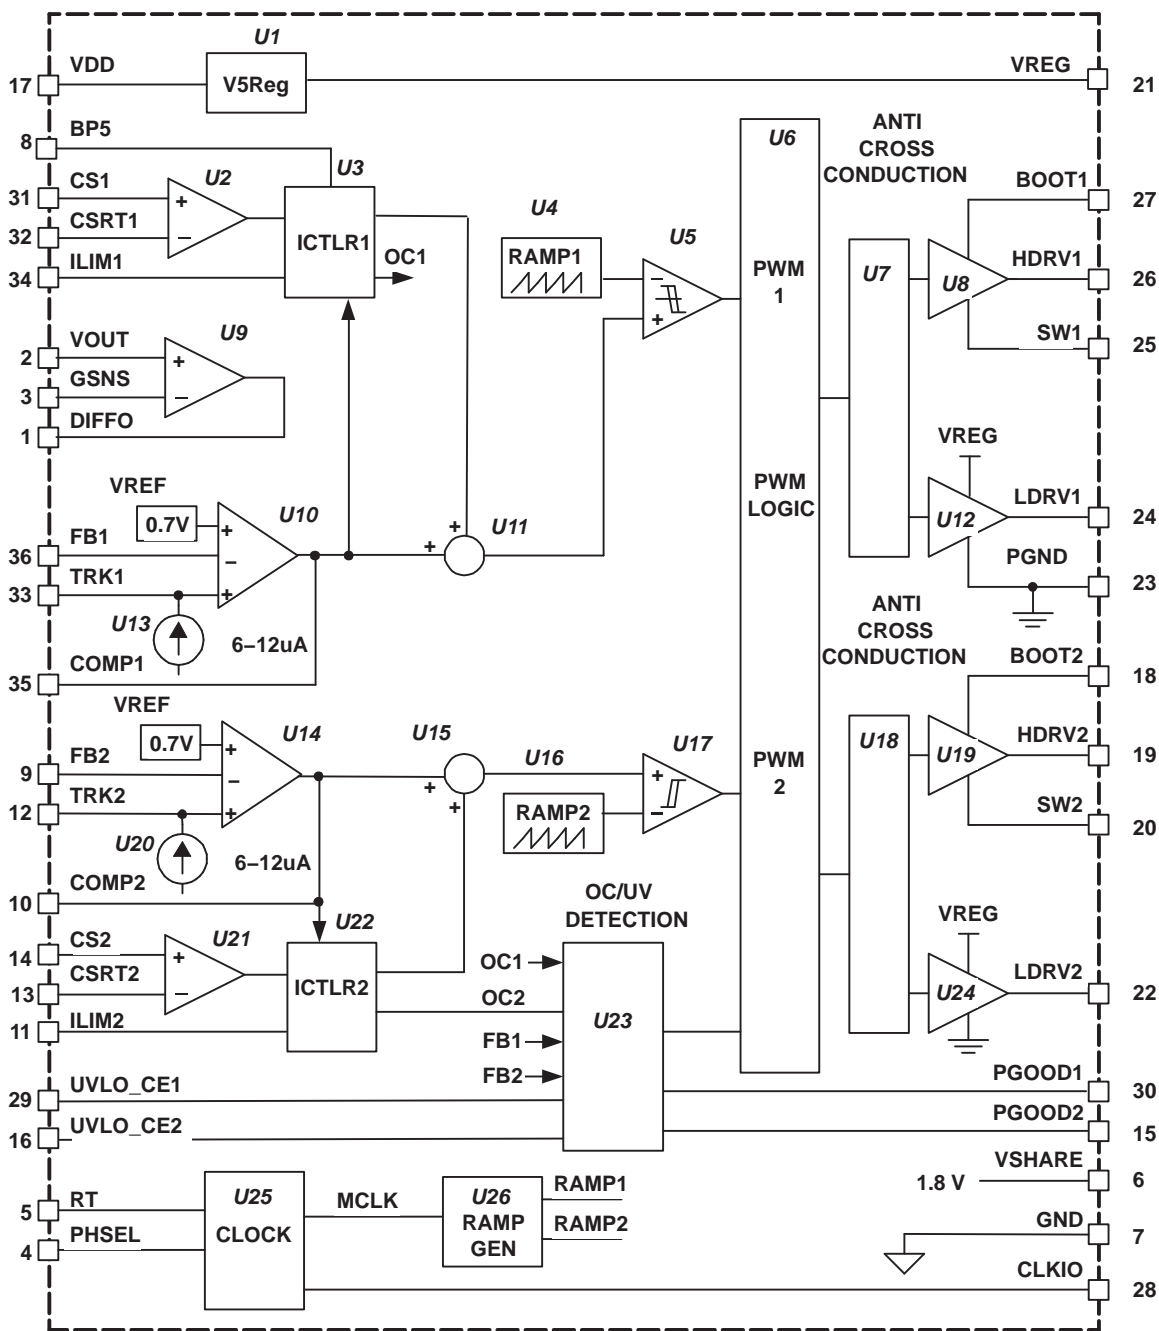 U1
17 VDD V5Reg VREG 21
8 BP5
U6
ANTI
CROSS
CONDUCTION
31 CS1 U2 U3
BOOT1 27
32 CSRT1
34 ILIM1 ICTLR1 OC1
+
−
U4
RAMP1
U5
−
+
PWM
1
U7
U8
HDRV1 26
SW1 25
2 VOUT U9
3 GSNS
1 DIFFO
+
−
VREG
VREF
0.7V
U10
36 FB1
33 TRK1
+
−
+
U11
+
+
PWM
LOGIC
U12
LDRV1 24
PGND 23
U13
6–12uA
35 COMP1
ANTI
CROSS
CONDUCTION
BOOT2 18
VREF
0.7V
U14
9 FB2
12 TRK2
+
−
+
U15
+
+
U16
RAMP2
U17
+
−
PWM
2
U18
U19
HDRV2 19
SW2 20
U20
6–12uA
10 COMP2
OC/UV
DETECTION
VREG
14 CS2 U21 U22
13 CSRT2
11 ILIM2 ICTLR2
+
−
OC1
OC2
FB1
FB2
U23
U24
LDRV2 22
29 UVLO_CE1
PGOOD1 30
16 UVLO_CE2
PGOOD2 15
1.8 V VSHARE 6
5 RT
4 PHSEL
U25
CLOCK
MCLK
U26
RAMP
GEN
RAMP1
RAMP2
GND 7
CLKIO 28